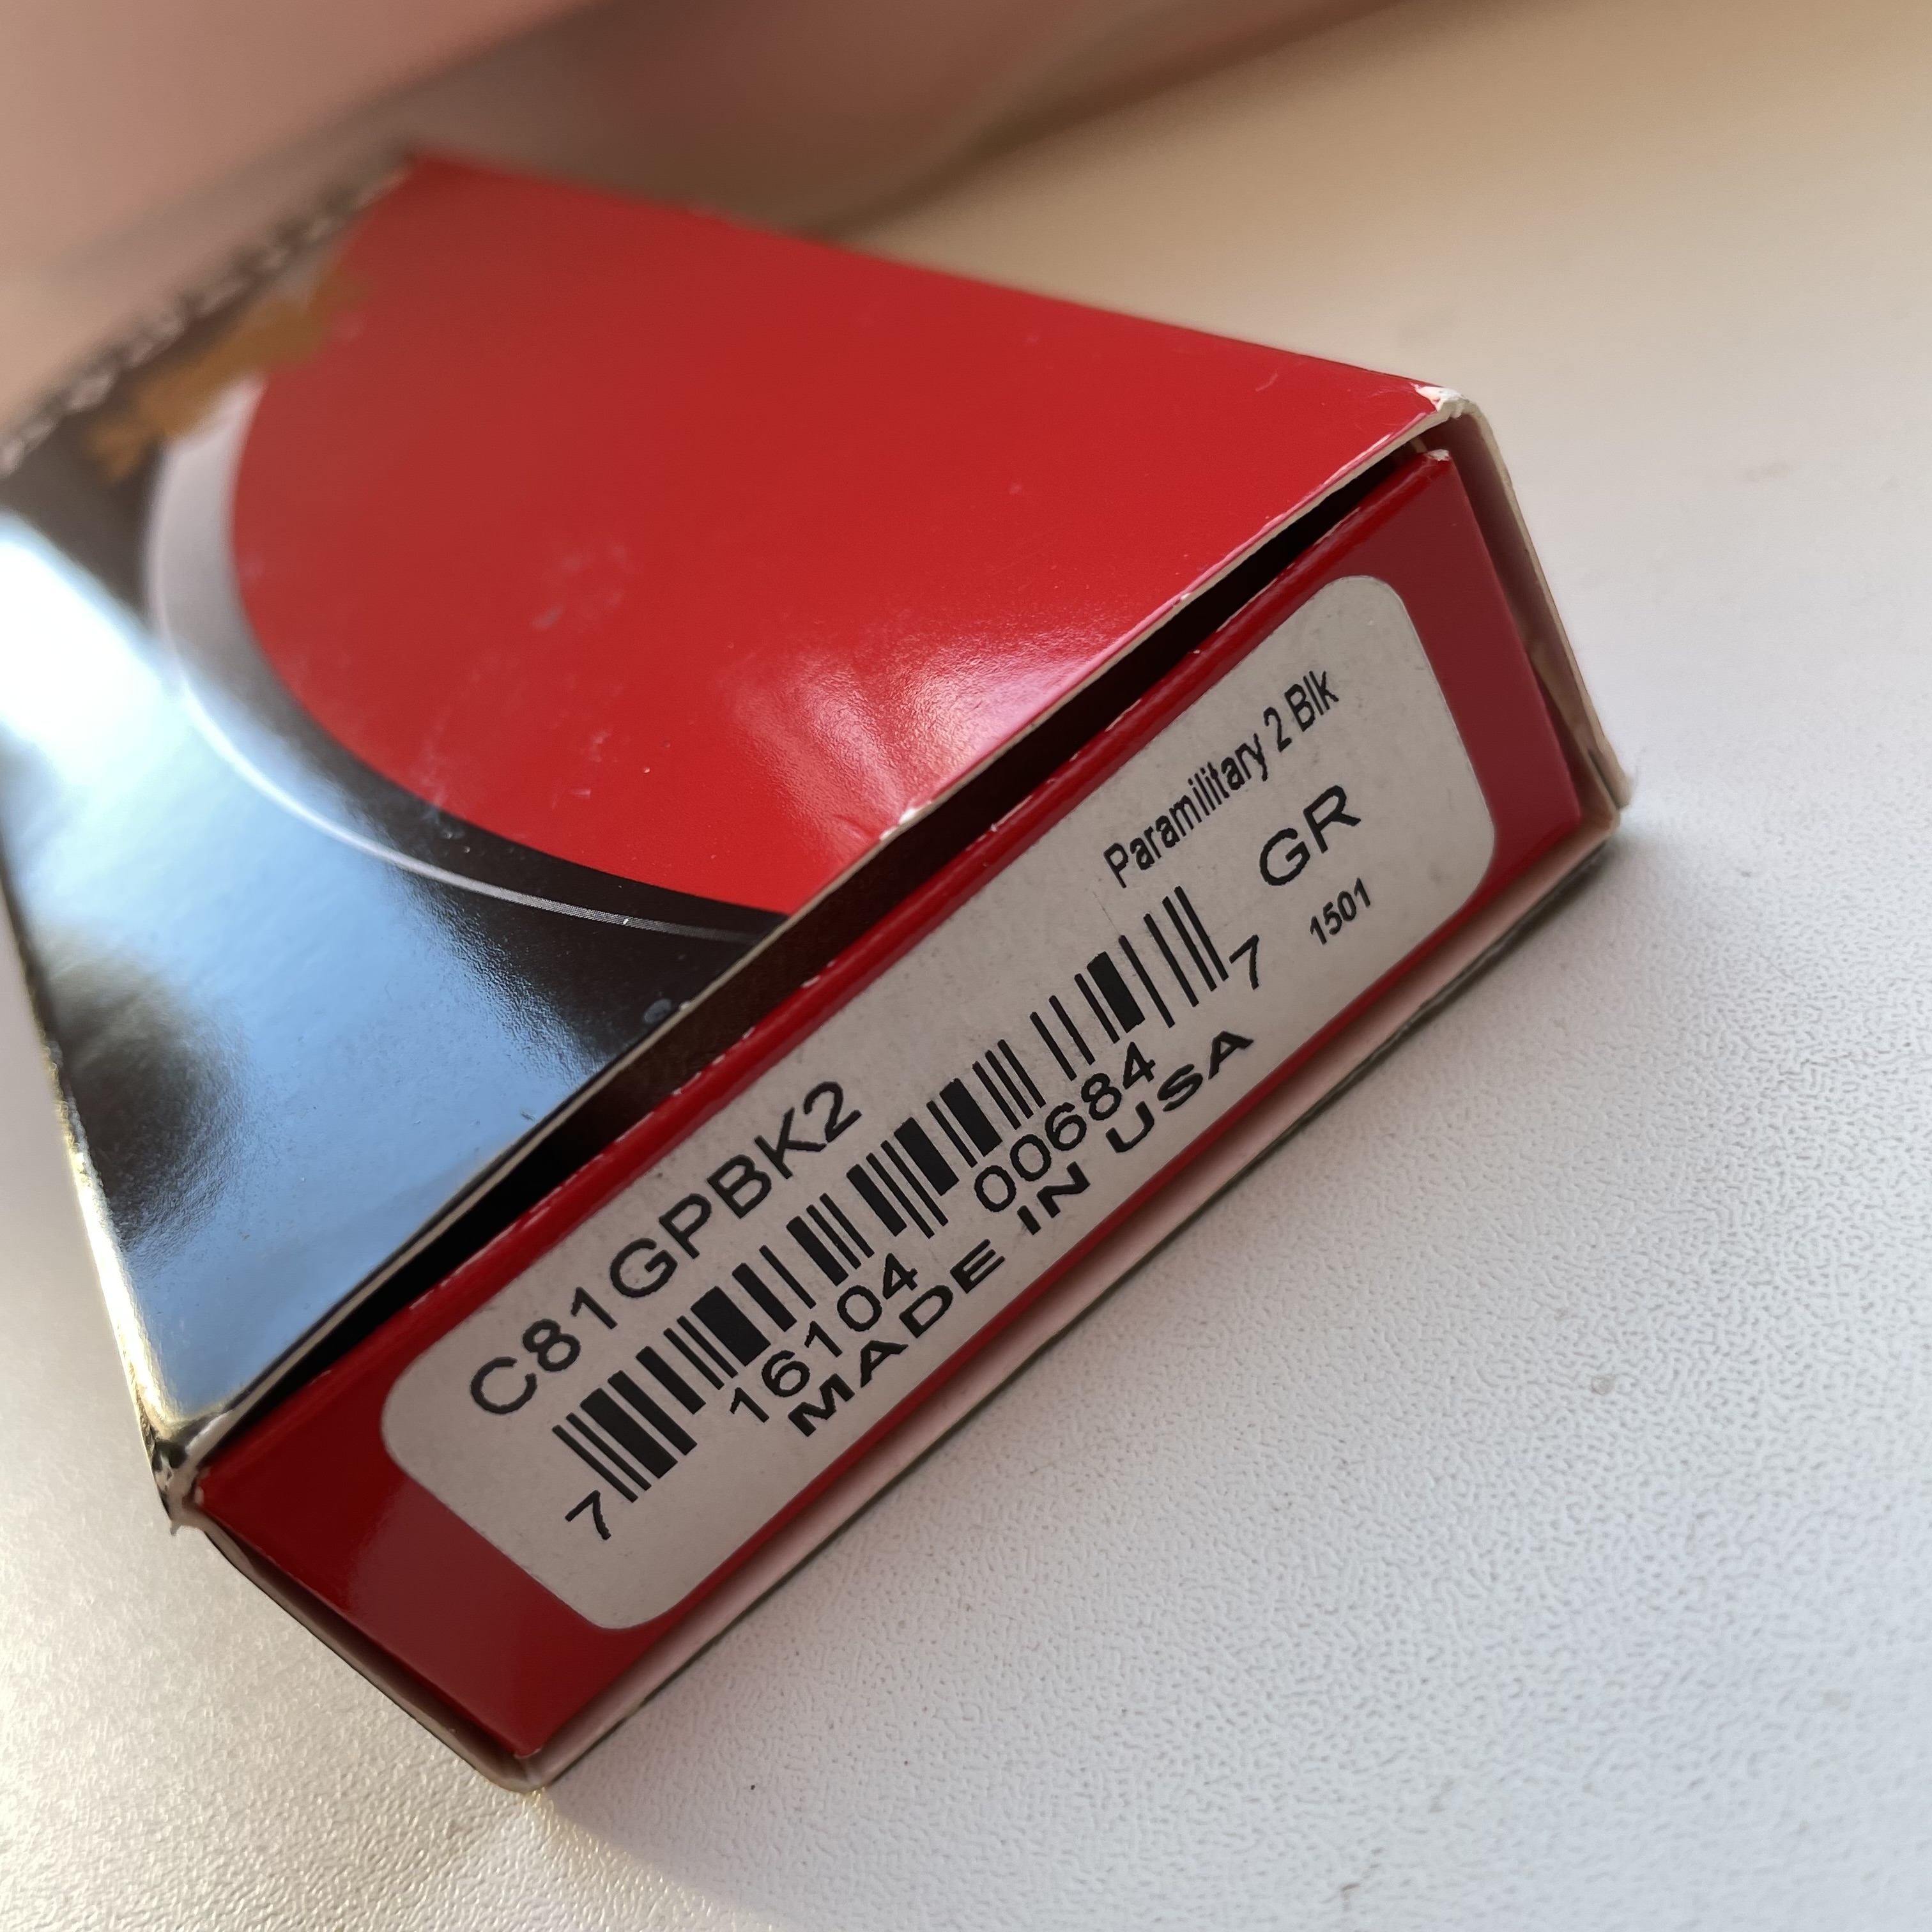 Paramilitary 2 Blk
C81GPBK2
GR
7 16104 00684 7
1501
MADE IN USA